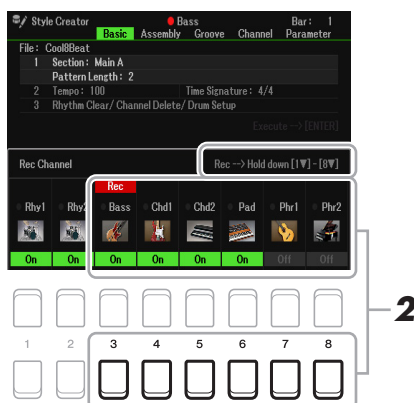 Style Creator Bass Bar: 1
Basic Assembly Groove Channel Parameter
File: Cool8Beat
1 Section: Main A
Pattern Length: 2
2 Tempo: 100 Time Signature: 4/4
3 Rhythm Clear/ Channel Delete/ Drum Setup
Execute --> [ENTER]
Rec Channel Rec --> Hold down [1▼] - [8▼]
Rec
Rhy1 Rhy2 Bass Chd1 Chd2 Pad Phr1 Phr2
On On On On On On Off Off
2
1 2 3 4 5 6 7 8